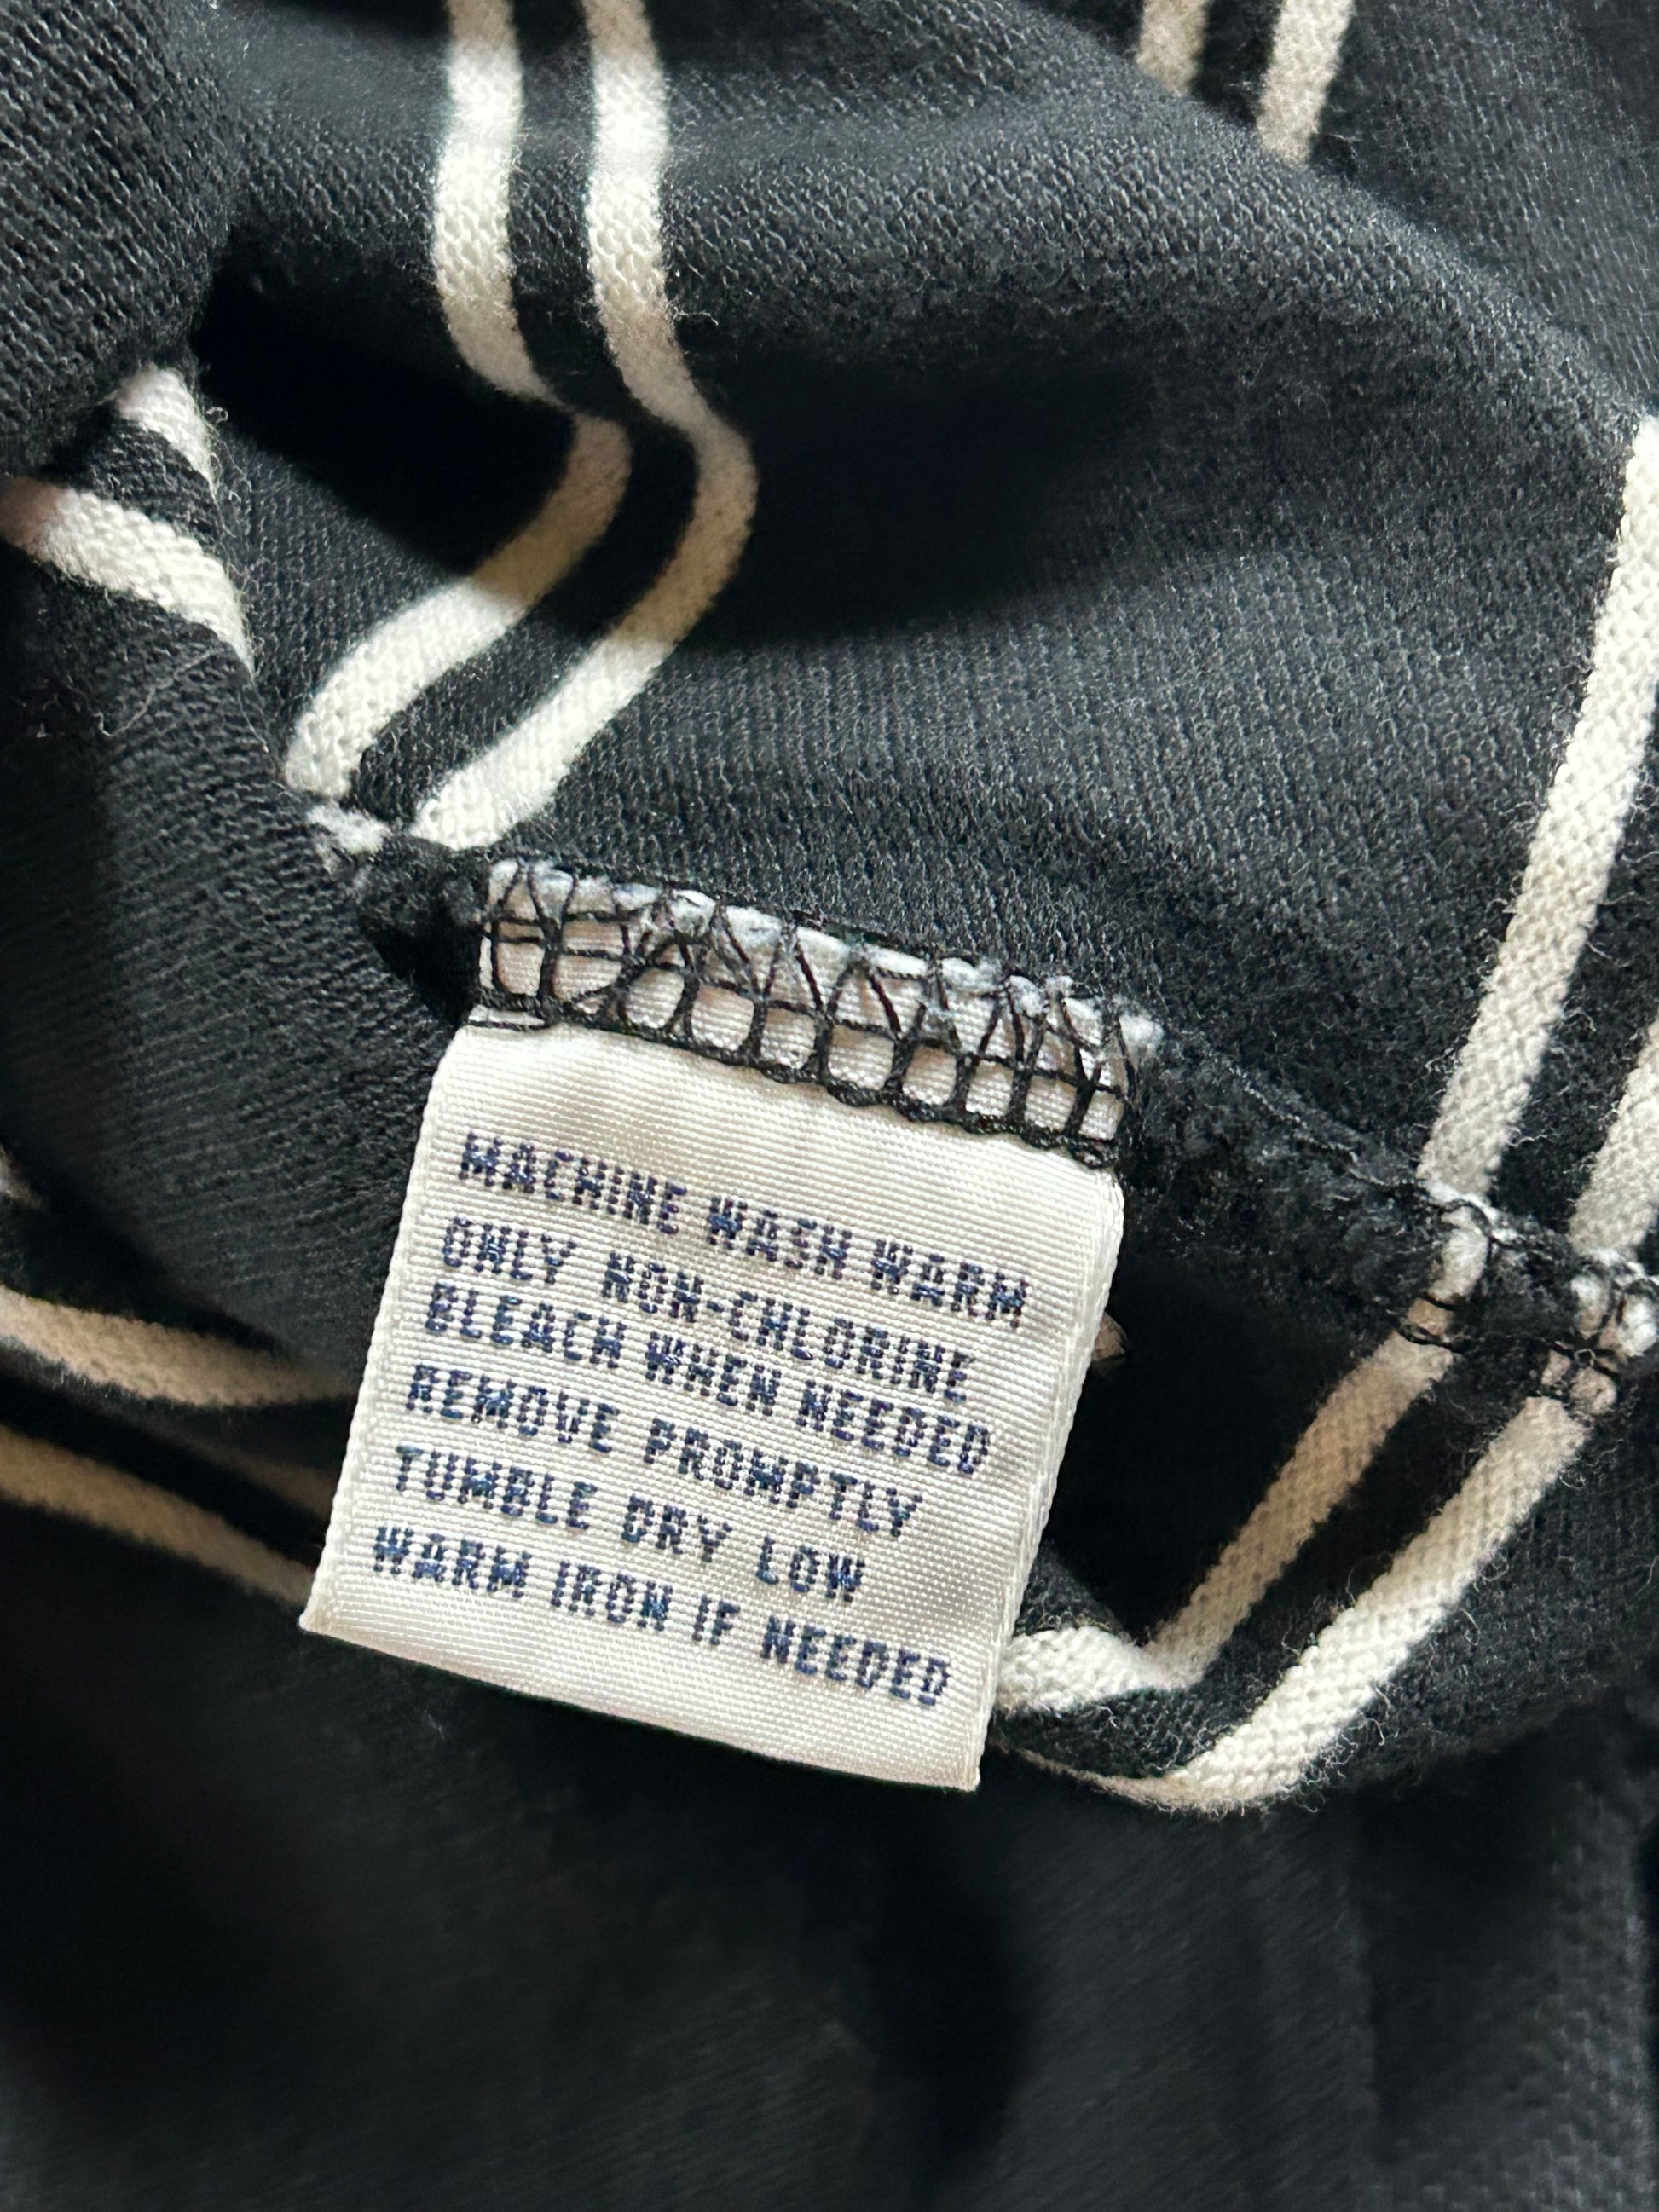 MACHINE WASH WARM
ONLY NON-CHLORINE
BLEACH WHEN NEEDED
REMOVE PROMPTLY
TUMBLE DRY LOW
WARM IRON IF NEEDED